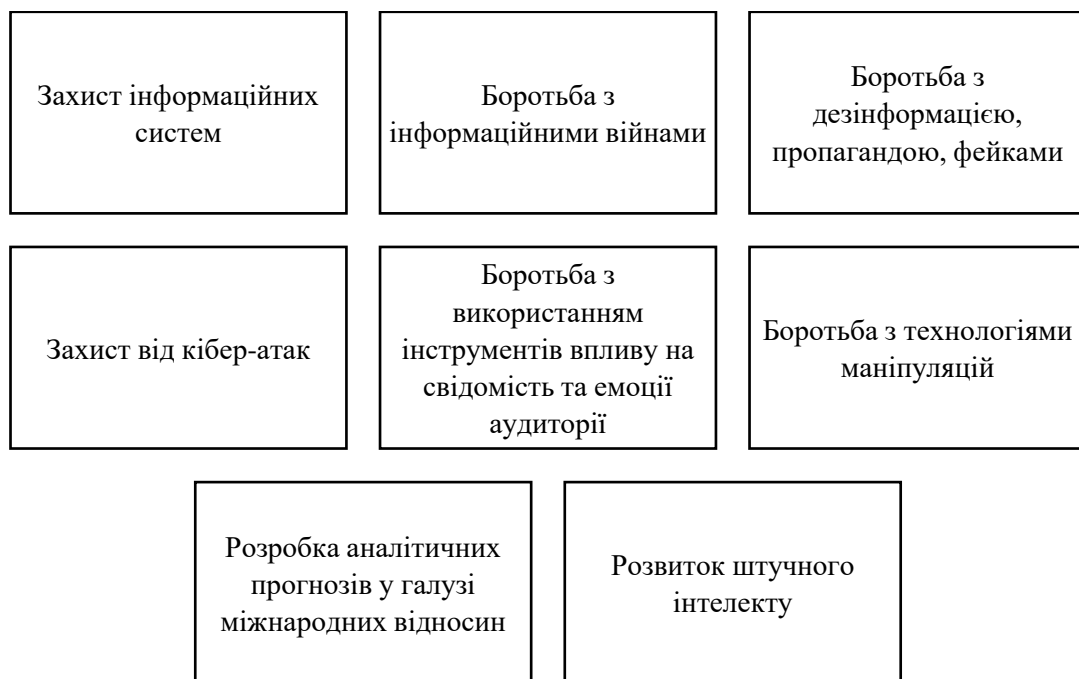 Захист інформаційних
систем
Боротьба з
інформаційними війнами
Боротьба з
дезінформацією,
пропагандою, фейками
Захист від кібер-атак
Боротьба з
використанням
інструментів впливу на
свідомість та емоції
аудиторії
Боротьба з технологіями
маніпуляцій
Розробка аналітичних
прогнозів у галузі
міжнародних відносин
Розвиток штучного
інтелекту